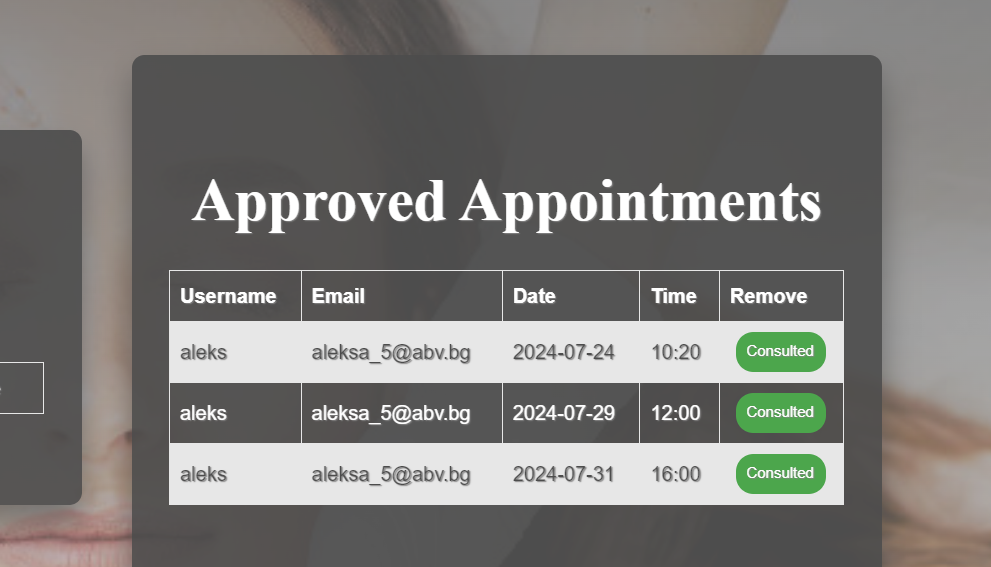 Approved Appointments
Username Email Date Time Remove
aleks aleksa_5@abv.bg 2024-07-24 10:20 Consulted
aleks aleksa_5@abv.bg 2024-07-29 12:00 Consulted
aleks aleksa_5@abv.bg 2024-07-31 16:00 Consulted